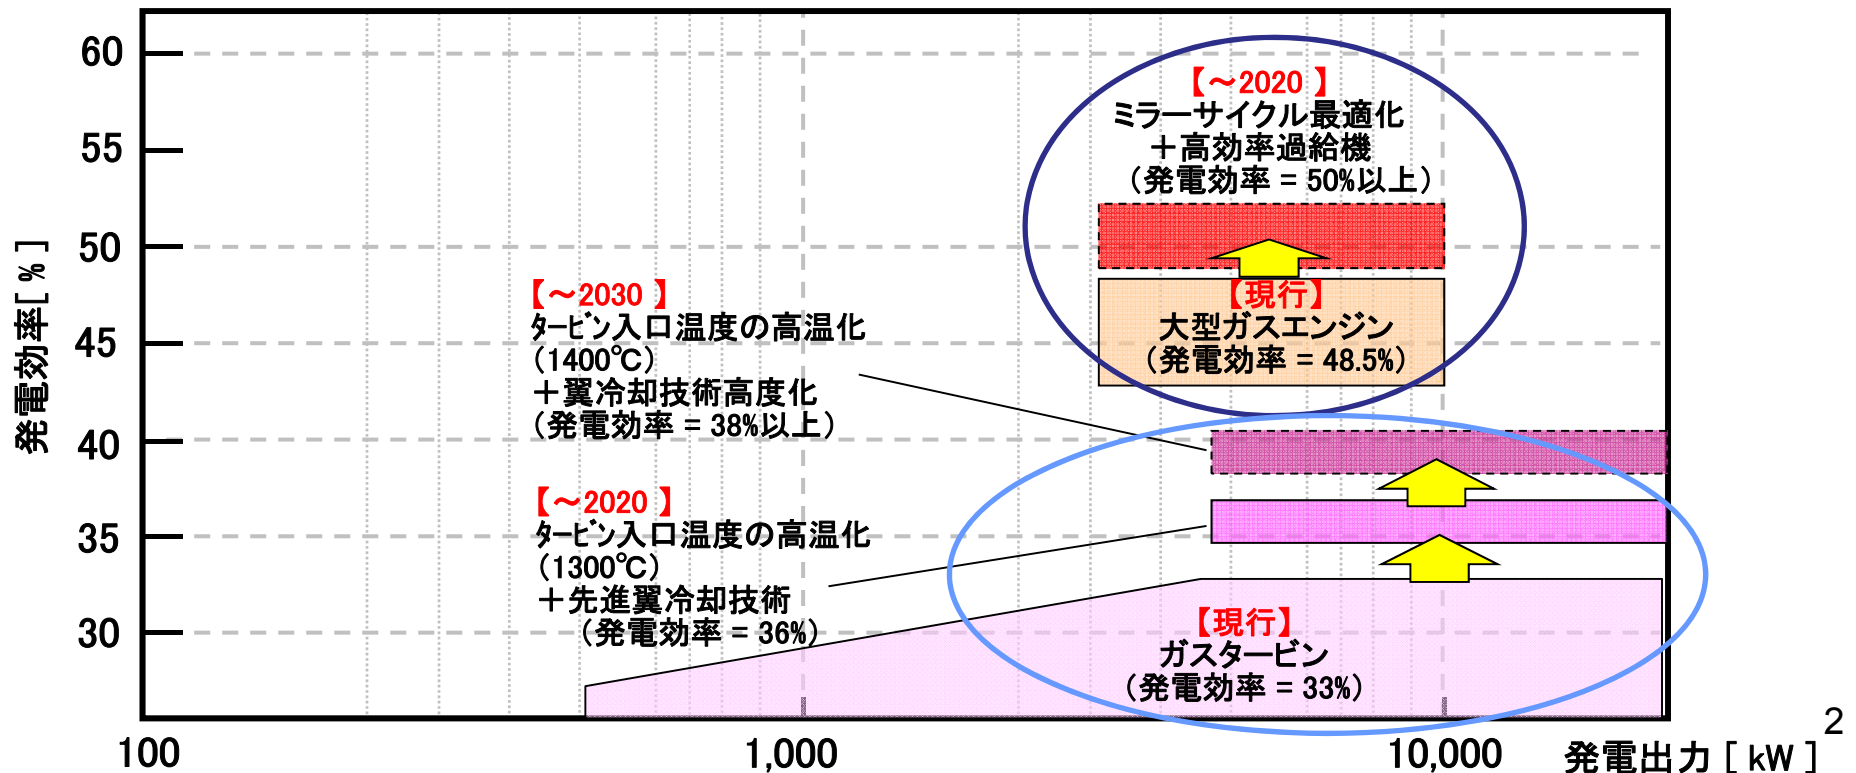 60
55
50
45
40
35
30
発電効率[ % ]
【～2020 】
ミラーサイクル最適化
＋高効率過給機
（発電効率 = 50%以上）
【現行】
大型ガスエンジン
（発電効率 = 48.5%）
【～2030 】
ﾀｰﾋﾞﾝ入口温度の高温化
（1400℃）
＋翼冷却技術高度化
（発電効率 = 38%以上）
【～2020 】
ﾀｰﾋﾞﾝ入口温度の高温化
（1300℃）
＋先進翼冷却技術
（発電効率 = 36%）
【現行】
ガスタービン
（発電効率 = 33%）
100
1,000
10,000
発電出力 [ kW ]
2